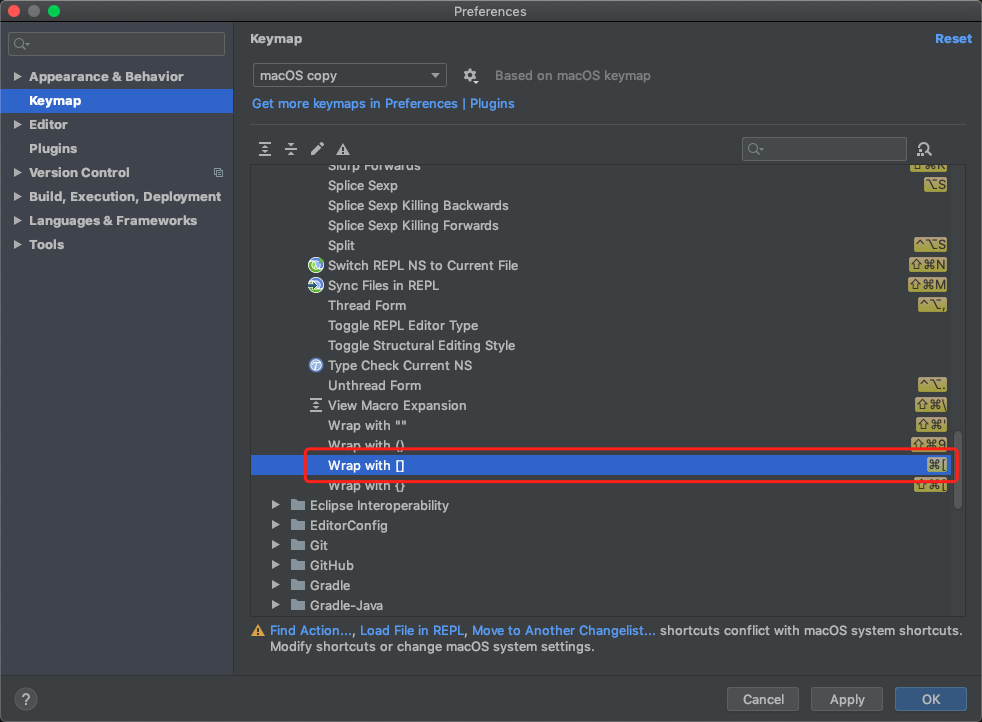 Preferences
Keymap
Reset
Appearance & Behavior
Keymap
Editor
Plugins
Version Control
Build, Execution, Deployment
Languages & Frameworks
Tools
macOS copy
Based on macOS keymap
Get more keymaps in Preferences | Plugins
Slurp Forwards ⇧⌘K
Splice Sexp ⌥S
Splice Sexp Killing Backwards
Splice Sexp Killing Forwards
Split ^⌥S
Switch REPL NS to Current File ⇧⌘N
Sync Files in REPL ⇧⌘M
Thread Form ^⌥,
Toggle REPL Editor Type
Toggle Structural Editing Style
Type Check Current NS
Unthread Form ^⌥.
View Macro Expansion ⇧⌘\
Wrap with "" ⇧⌘'
Wrap with () ⇧⌘9
Wrap with [] ⌘[
Wrap with {} ⇧⌘[
Eclipse Interoperability
EditorConfig
Git
GitHub
Gradle
Gradle-Java
Find Action..., Load File in REPL, Move to Another Changelist... shortcuts conflict with macOS system shortcuts.
Modify shortcuts or change macOS system settings.
?
Cancel
Apply
OK